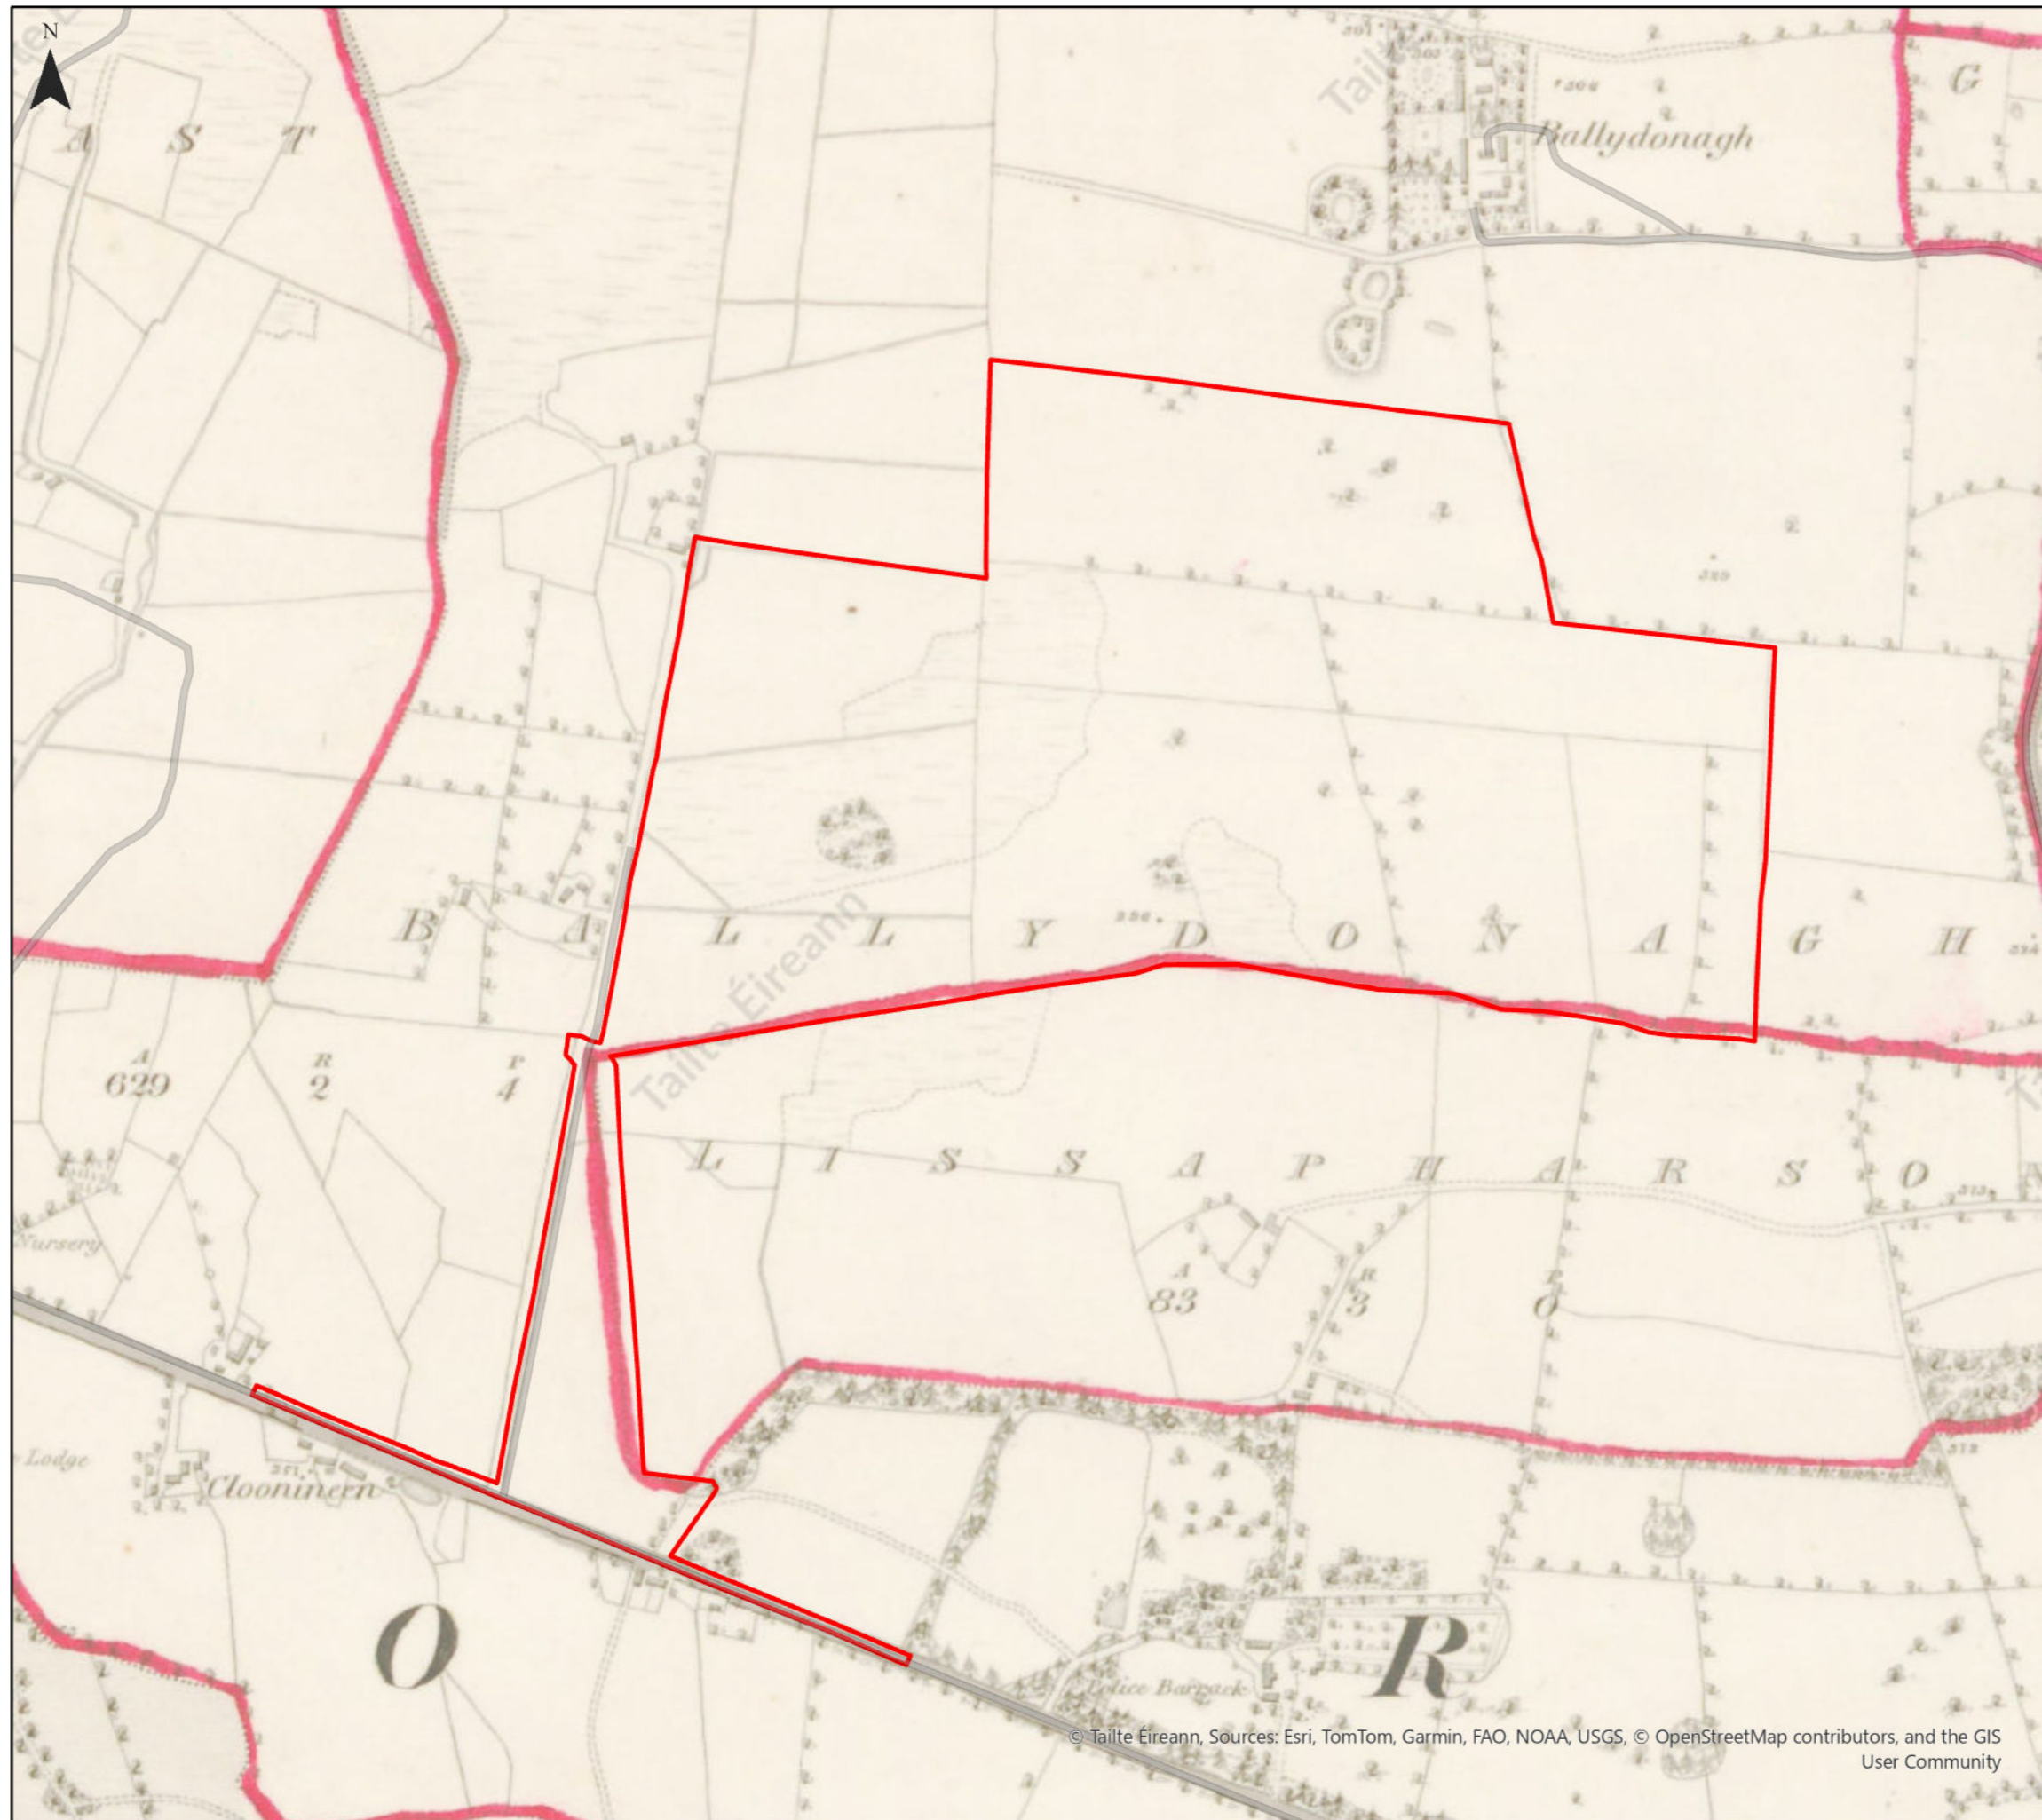 N
A S T
G
303
Ballydonagh
B A L L Y D O N A G H
A R P
629 2 4
L I S S A P H A R S O N
Nursery
A R P
83 3 0
Lodge
Clooninern
O
R
Police Barrack
Tailte Éireann
© Tailte Éireann, Sources: Esri, TomTom, Garmin, FAO, NOAA, USGS, © OpenStreetMap contributors, and the GIS
User Community